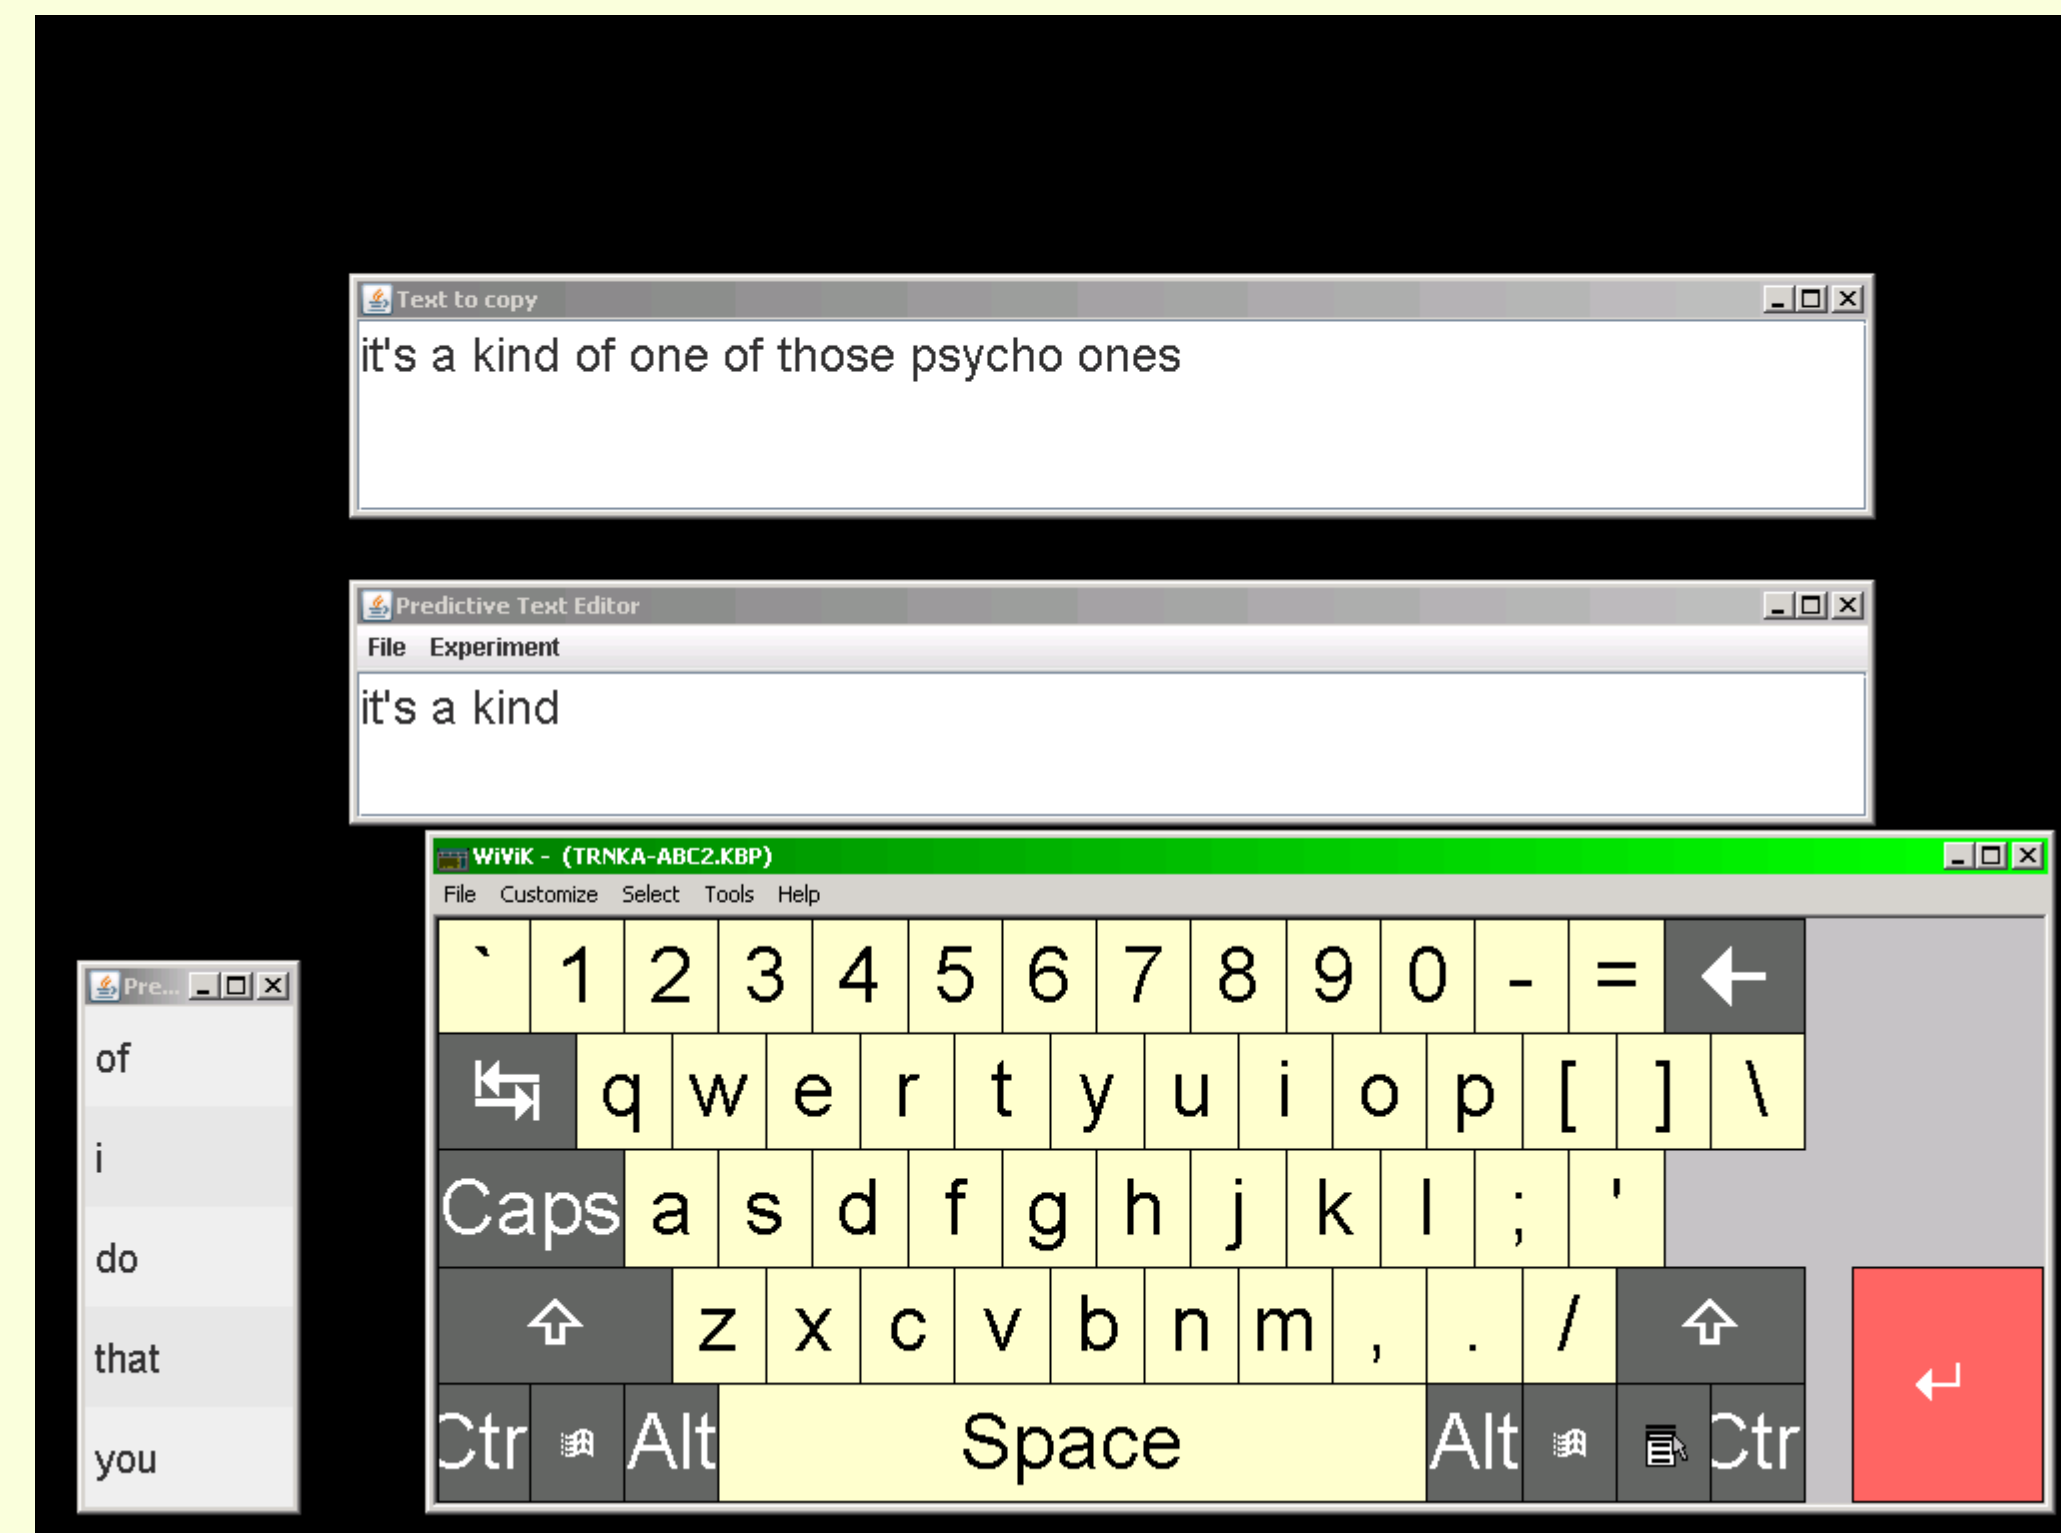 Text to copy
it's a kind of one of those psycho ones
Predictive Text Editor
File Experiment
it's a kind
WiViK - (TRNKA-ABC2.KBP)
File Customize Select Tools Help
` 1 2 3 4 5 6 7 8 9 0 - =
q w e r t y u i o p [ ] \
Caps a s d f g h j k l ; '
z x c v b n m , . /
Ctr Alt Space Alt Ctr
Pre...
of
i
do
that
you